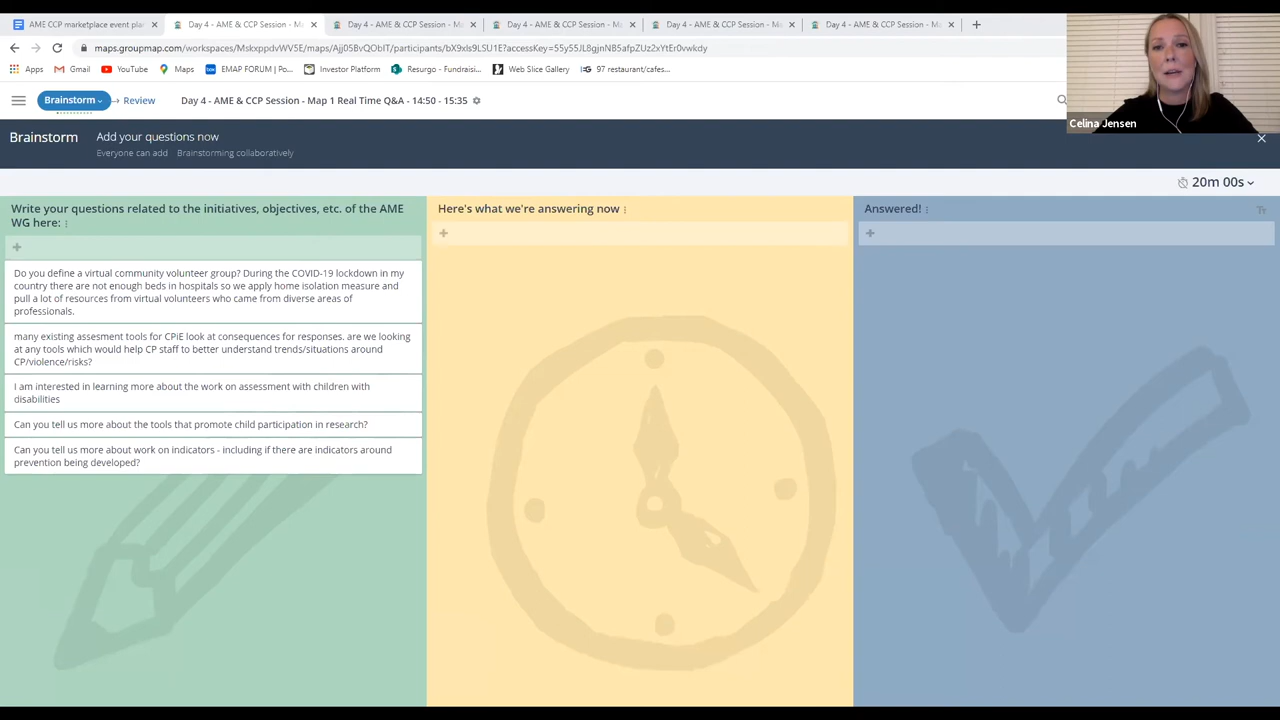 AME CCP marketplace event pla
Day 4 - AME & CCP Session - Ma
Day 4 - AME & CCP Session - Ma
Day 4 - AME & CCP Session - Ma
Day 4 - AME & CCP Session - Ma
Day 4 - AME & CCP Session - Ma
Apps
Gmail
YouTube
Maps
EMAP FORUM | Po...
Investor Platform
Refurgo - Fundraisi...
Web Slice Gallery
97 restaurant/cafes...
Brainstorm
Review
Day 4 - AME & CCP Session - Map 1 Real Time Q&A - 14:50 - 15:35
Celina Jensen
Brainstorm
Add your questions now
Everyone can add Brainstorming collaboratively
20m 00s
Write your questions related to the initiatives, objectives, etc. of the AME
WG here:
Do you define a virtual community volunteer group? During the COVID-19 lockdown in my
country there are not enough beds in hospitals so we apply home isolation measure and
pull a lot of resources from virtual volunteers who came from diverse areas of
professionals.
many existing assesment tools for CPiE look at consequences for responses. are we looking
at any tools which would help CP staff to better understand trends/situations around
CP/violence/risks?
I am interested in learning more about the work on assessment with children with
disabilities
Can you tell us more about the tools that promote child participation in research?
Can you tell us more about work on indicators - including if there are indicators around
prevention being developed?
Here's what we're answering now
Answered!